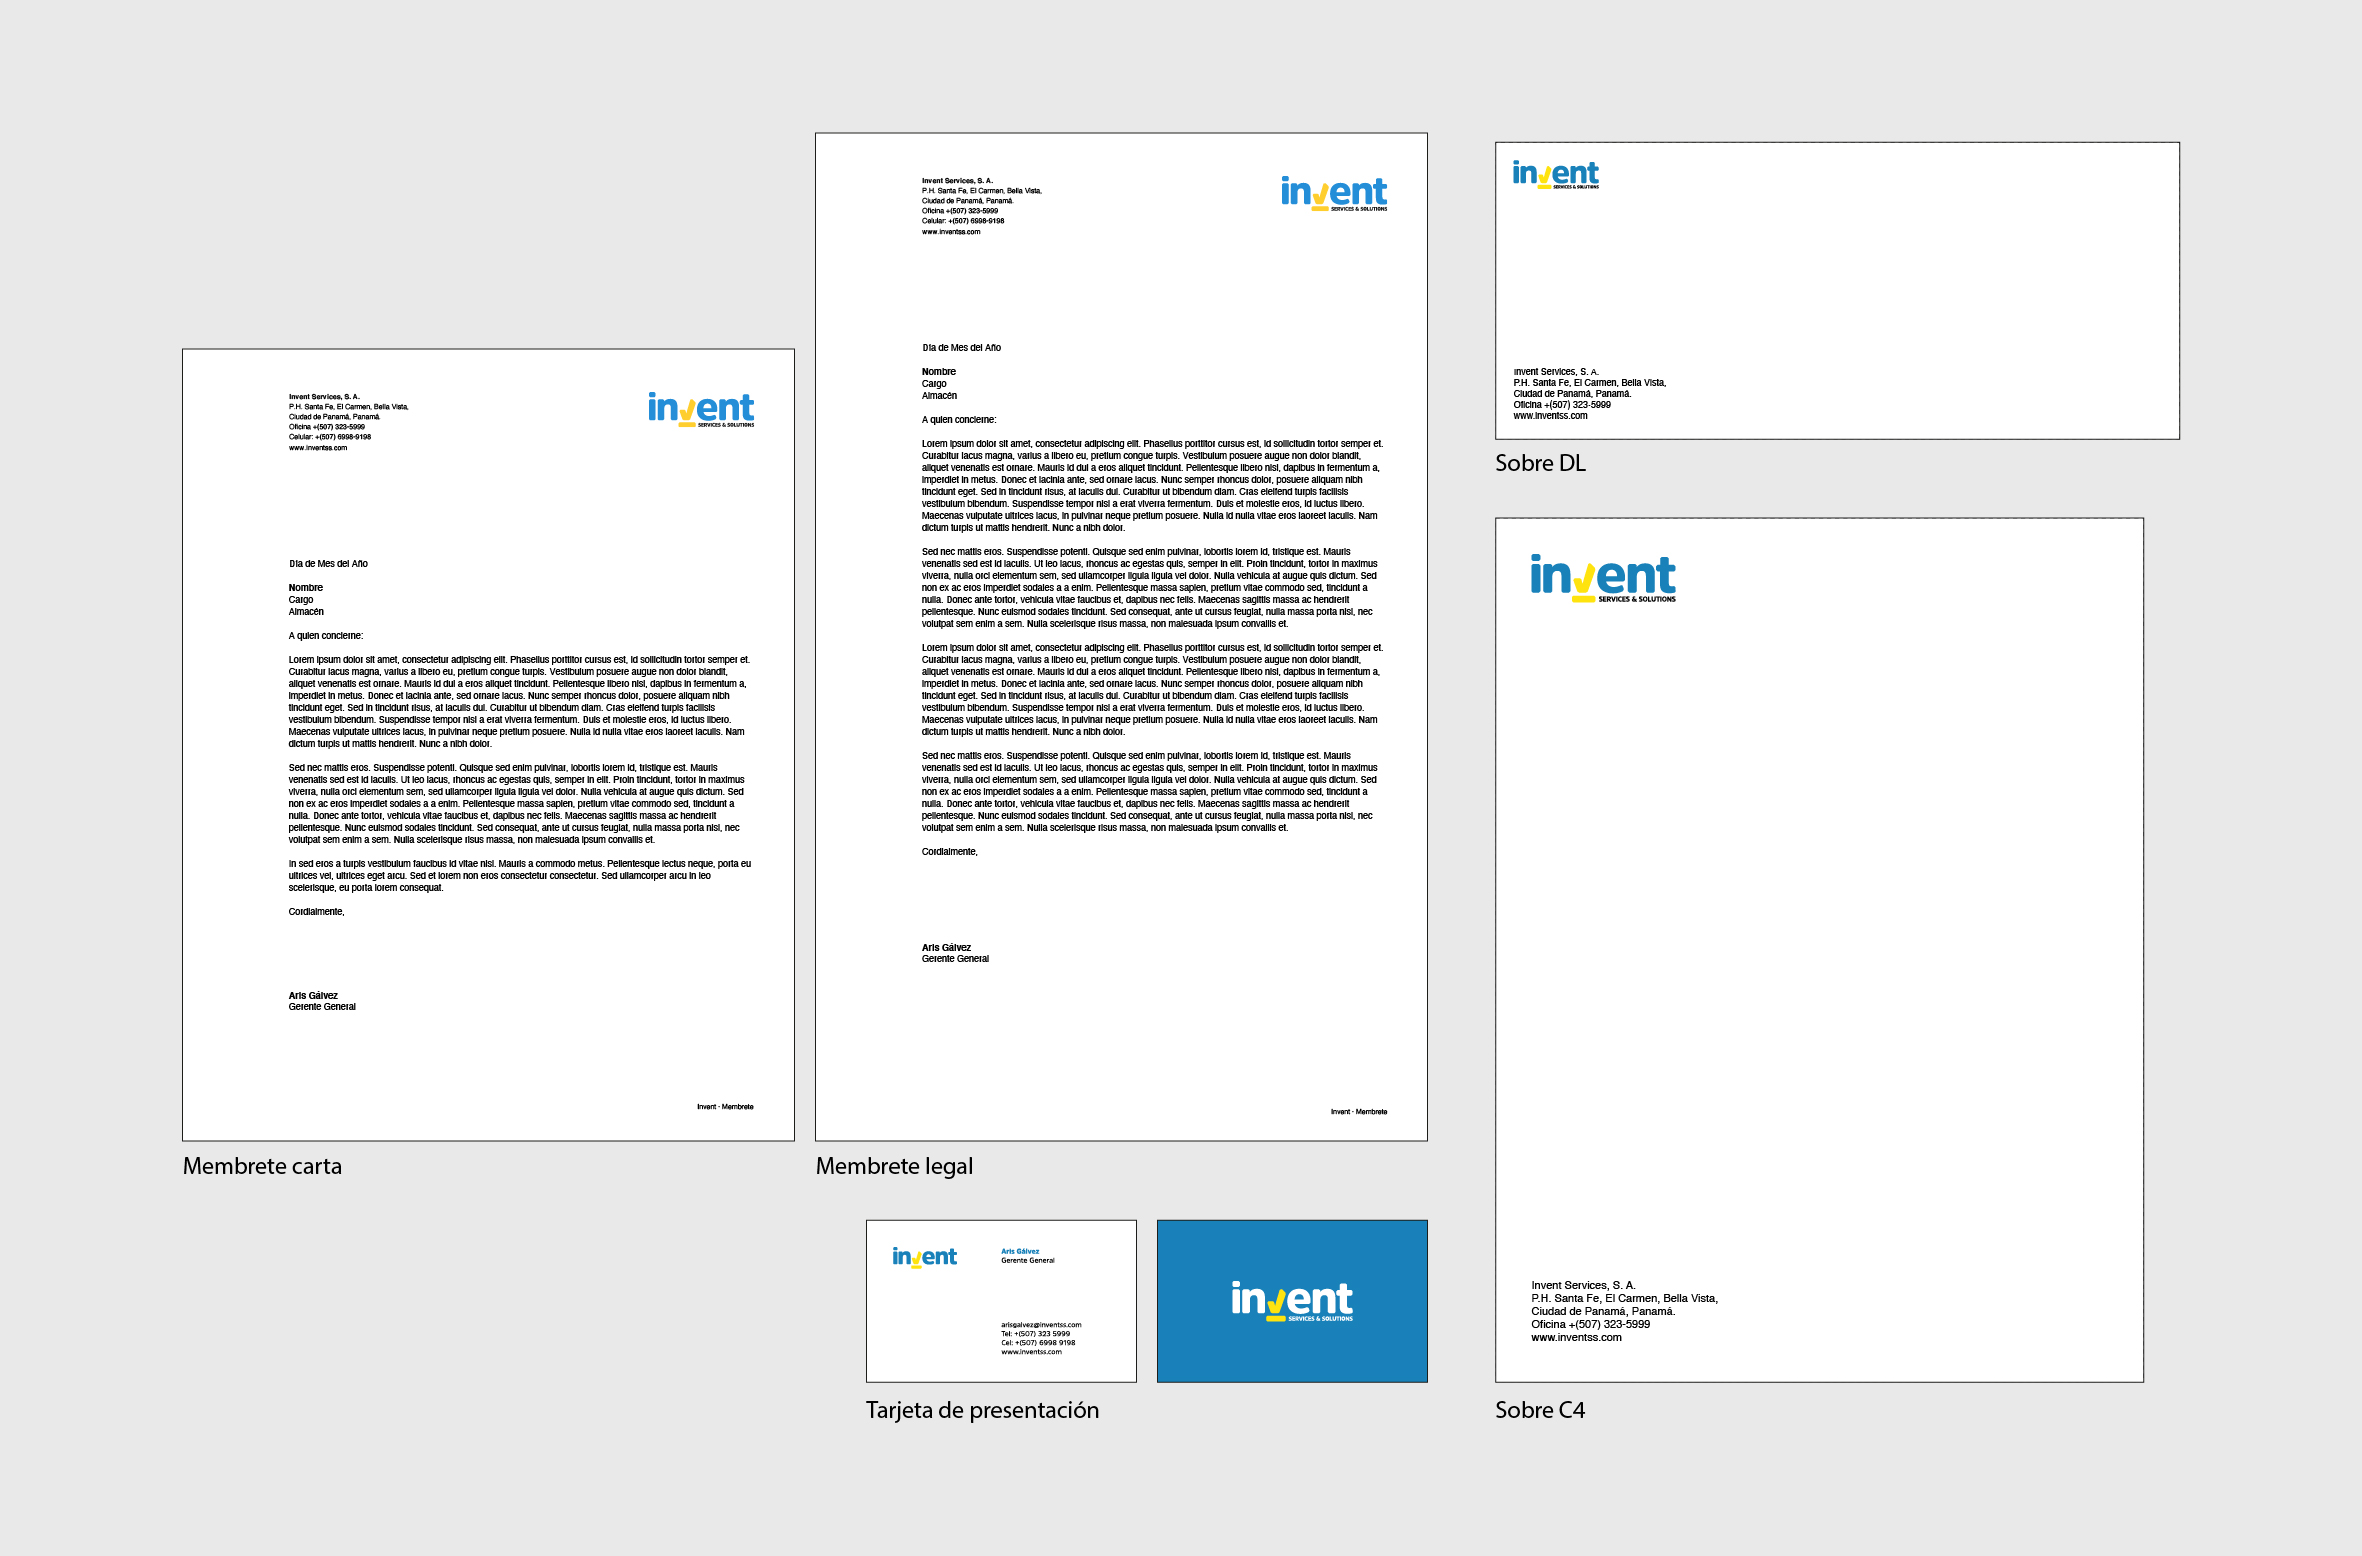 Invent Services, S. A.
P.H. Santa Fe, El Carmen, Bella Vista,
Ciudad de Panamá, Panamá.
Oficina +(507) 323-5999
Celular: +(507) 6998-9198
www.inventss.com
invent
SERVICES & SOLUTIONS
Día de Mes del Año
Nombre
Cargo
Almacén
A quien concierne:
Lorem ipsum dolor sit amet, consectetur adipiscing elit. Phasellus porttitor cursus est, id sollicitudin tortor semper et.
Curabitur lacus magna, varius a libero eu, pretium congue turpis. Vestibulum posuere augue non dolor blandit,
aliquet venenatis est ornare. Mauris id dui a eros aliquet tincidunt. Pellentesque libero nisl, dapibus in fermentum a,
imperdiet in metus. Donec et lacinia ante, sed ornare lacus. Nunc semper rhoncus dolor, posuere aliquam nibh
tincidunt eget. Sed in tincidunt risus, at iaculis dui. Curabitur ut bibendum diam. Cras eleifend turpis facilisis
vestibulum bibendum. Suspendisse tempor nisl a erat viverra fermentum. Duis et molestie eros, id luctus libero.
Maecenas vulputate ultrices lacus, in pulvinar neque pretium posuere. Nulla id nulla vitae eros laoreet iaculis. Nam
dictum turpis ut mattis hendrerit. Nunc a nibh dolor.
Sed nec mattis eros. Suspendisse potenti. Quisque sed enim pulvinar, lobortis lorem id, tristique est. Mauris
venenatis sed est id iaculis. Ut leo lacus, rhoncus ac egestas quis, semper in elit. Proin tincidunt, tortor in maximus
viverra, nulla orci elementum sem, sed ullamcorper ligula ligula vel dolor. Nulla vehicula at augue quis dictum. Sed
non ex ac eros imperdiet sodales a a enim. Pellentesque massa sapien, pretium vitae commodo sed, tincidunt a
nulla. Donec ante tortor, vehicula vitae faucibus et, dapibus nec felis. Maecenas sagittis massa ac hendrerit
pellentesque. Nunc euismod sodales tincidunt. Sed consequat, ante ut cursus feugiat, nulla massa porta nisl, nec
volutpat sem enim a sem. Nulla scelerisque risus massa, non malesuada ipsum convallis et.
In sed eros a turpis vestibulum faucibus id vitae nisl. Mauris a commodo metus. Pellentesque lectus neque, porta eu
ultrices vel, ultrices eget arcu. Sed et lorem non eros consectetur consectetur. Sed ullamcorper arcu in leo
scelerisque, eu porta lorem consequat.
Cordialmente,
Aris Gálvez
Gerente General
Invent - Membrete
Membrete carta
Invent Services, S. A.
P.H. Santa Fe, El Carmen, Bella Vista,
Ciudad de Panamá, Panamá.
Oficina +(507) 323-5999
Celular: +(507) 6998-9198
www.inventss.com
invent
SERVICES & SOLUTIONS
Día de Mes del Año
Nombre
Cargo
Almacén
A quien concierne:
Lorem ipsum dolor sit amet, consectetur adipiscing elit. Phasellus porttitor cursus est, id sollicitudin tortor semper et.
Curabitur lacus magna, varius a libero eu, pretium congue turpis. Vestibulum posuere augue non dolor blandit,
aliquet venenatis est ornare. Mauris id dui a eros aliquet tincidunt. Pellentesque libero nisl, dapibus in fermentum a,
imperdiet in metus. Donec et lacinia ante, sed ornare lacus. Nunc semper rhoncus dolor, posuere aliquam nibh
tincidunt eget. Sed in tincidunt risus, at iaculis dui. Curabitur ut bibendum diam. Cras eleifend turpis facilisis
vestibulum bibendum. Suspendisse tempor nisl a erat viverra fermentum. Duis et molestie eros, id luctus libero.
Maecenas vulputate ultrices lacus, in pulvinar neque pretium posuere. Nulla id nulla vitae eros laoreet iaculis. Nam
dictum turpis ut mattis hendrerit. Nunc a nibh dolor.
Sed nec mattis eros. Suspendisse potenti. Quisque sed enim pulvinar, lobortis lorem id, tristique est. Mauris
venenatis sed est id iaculis. Ut leo lacus, rhoncus ac egestas quis, semper in elit. Proin tincidunt, tortor in maximus
viverra, nulla orci elementum sem, sed ullamcorper ligula ligula vel dolor. Nulla vehicula at augue quis dictum. Sed
non ex ac eros imperdiet sodales a a enim. Pellentesque massa sapien, pretium vitae commodo sed, tincidunt a
nulla. Donec ante tortor, vehicula vitae faucibus et, dapibus nec felis. Maecenas sagittis massa ac hendrerit
pellentesque. Nunc euismod sodales tincidunt. Sed consequat, ante ut cursus feugiat, nulla massa porta nisl, nec
volutpat sem enim a sem. Nulla scelerisque risus massa, non malesuada ipsum convallis et.
Lorem ipsum dolor sit amet, consectetur adipiscing elit. Phasellus porttitor cursus est, id sollicitudin tortor semper et.
Curabitur lacus magna, varius a libero eu, pretium congue turpis. Vestibulum posuere augue non dolor blandit,
aliquet venenatis est ornare. Mauris id dui a eros aliquet tincidunt. Pellentesque libero nisl, dapibus in fermentum a,
imperdiet in metus. Donec et lacinia ante, sed ornare lacus. Nunc semper rhoncus dolor, posuere aliquam nibh
tincidunt eget. Sed in tincidunt risus, at iaculis dui. Curabitur ut bibendum diam. Cras eleifend turpis facilisis
vestibulum bibendum. Suspendisse tempor nisl a erat viverra fermentum. Duis et molestie eros, id luctus libero.
Maecenas vulputate ultrices lacus, in pulvinar neque pretium posuere. Nulla id nulla vitae eros laoreet iaculis. Nam
dictum turpis ut mattis hendrerit. Nunc a nibh dolor.
Sed nec mattis eros. Suspendisse potenti. Quisque sed enim pulvinar, lobortis lorem id, tristique est. Mauris
venenatis sed est id iaculis. Ut leo lacus, rhoncus ac egestas quis, semper in elit. Proin tincidunt, tortor in maximus
viverra, nulla orci elementum sem, sed ullamcorper ligula ligula vel dolor. Nulla vehicula at augue quis dictum. Sed
non ex ac eros imperdiet sodales a a enim. Pellentesque massa sapien, pretium vitae commodo sed, tincidunt a
nulla. Donec ante tortor, vehicula vitae faucibus et, dapibus nec felis. Maecenas sagittis massa ac hendrerit
pellentesque. Nunc euismod sodales tincidunt. Sed consequat, ante ut cursus feugiat, nulla massa porta nisl, nec
volutpat sem enim a sem. Nulla scelerisque risus massa, non malesuada ipsum convallis et.
Cordialmente,
Aris Gálvez
Gerente General
Invent - Membrete
Membrete legal
invent
SERVICES & SOLUTIONS
Invent Services, S. A.
P.H. Santa Fe, El Carmen, Bella Vista,
Ciudad de Panamá, Panamá.
Oficina +(507) 323-5999
www.inventss.com
Sobre DL
invent
SERVICES & SOLUTIONS
Invent Services, S. A.
P.H. Santa Fe, El Carmen, Bella Vista,
Ciudad de Panamá, Panamá.
Oficina +(507) 323-5999
www.inventss.com
Sobre C4
invent
Aris Gálvez
Gerente General
arisgalvez@inventss.com
Tel: +(507) 323 5999
Cel: +(507) 6998 9198
www.inventss.com
invent
SERVICES & SOLUTIONS
Tarjeta de presentación